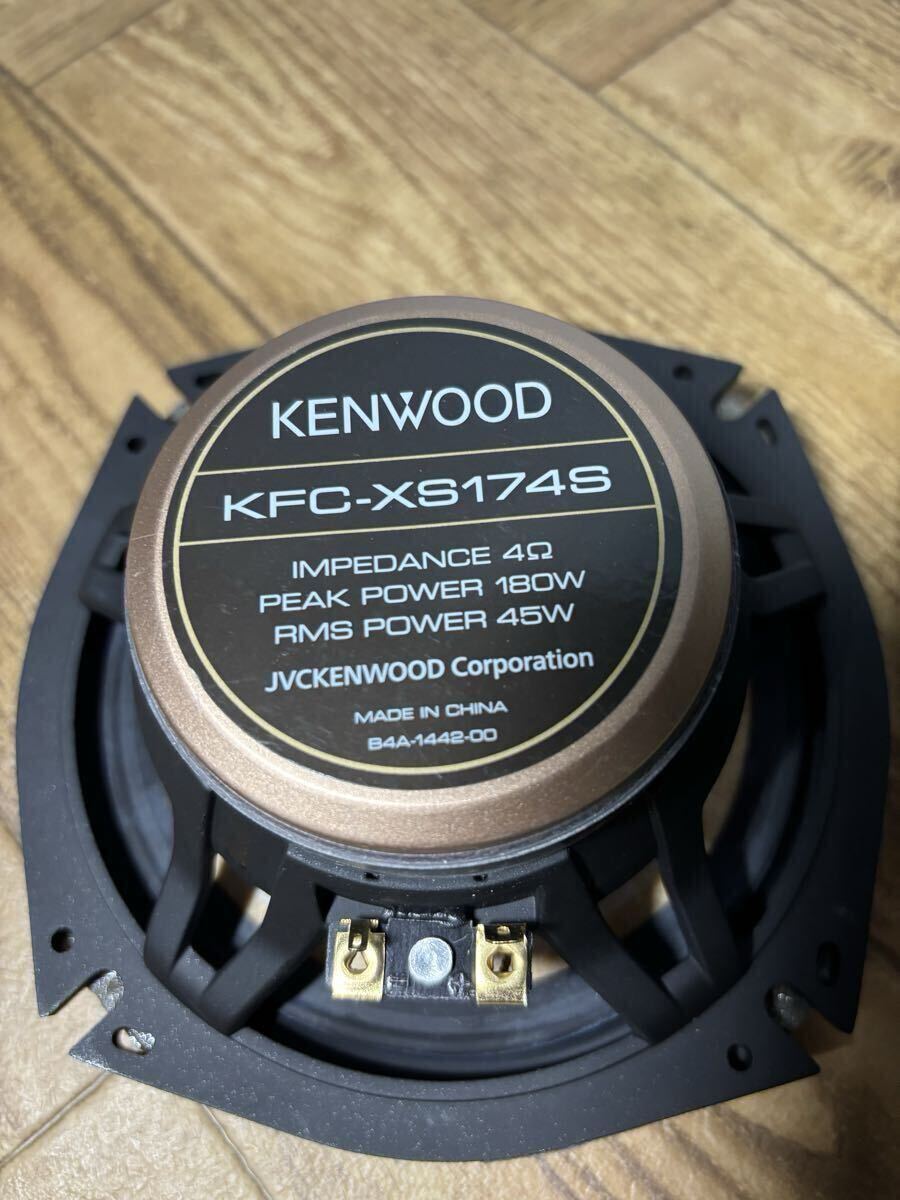 KENWOOD
KFC-XS174S
IMPEDANCE 4Ω
PEAK POWER 180W
RMS POWER 45W
JVCKENWOOD Corporation
MADE IN CHINA
B4A-1442-00